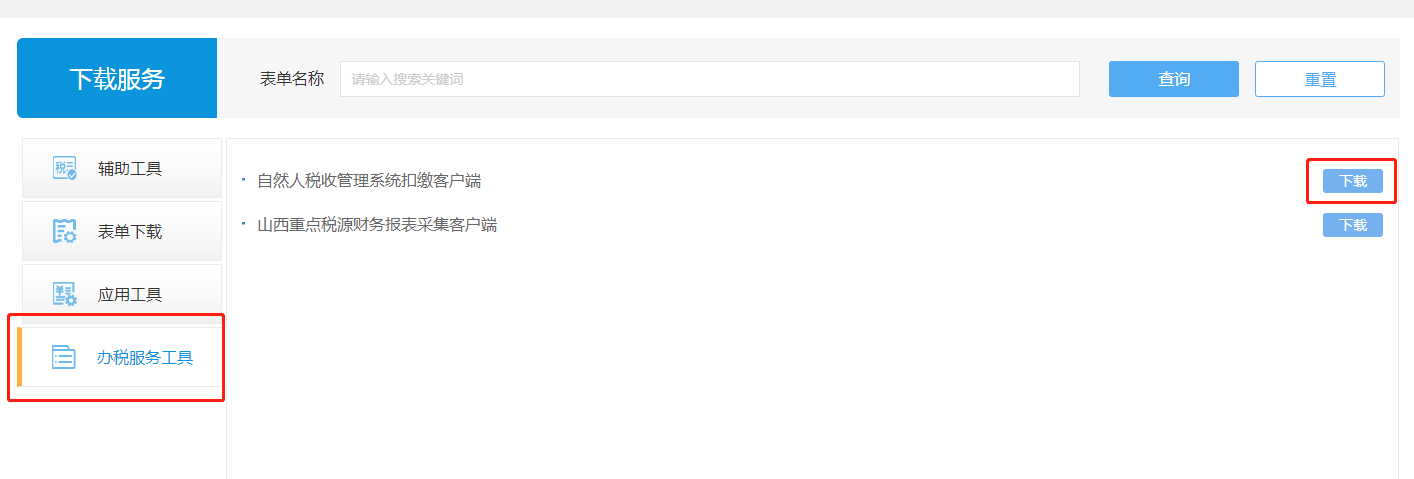 下载服务
表单名称 请输入搜索关键词 查询 重置
辅助工具
表单下载
应用工具
办税服务工具
自然人税收管理系统扣缴客户端 下载
山西重点税源财务报表采集客户端 下载